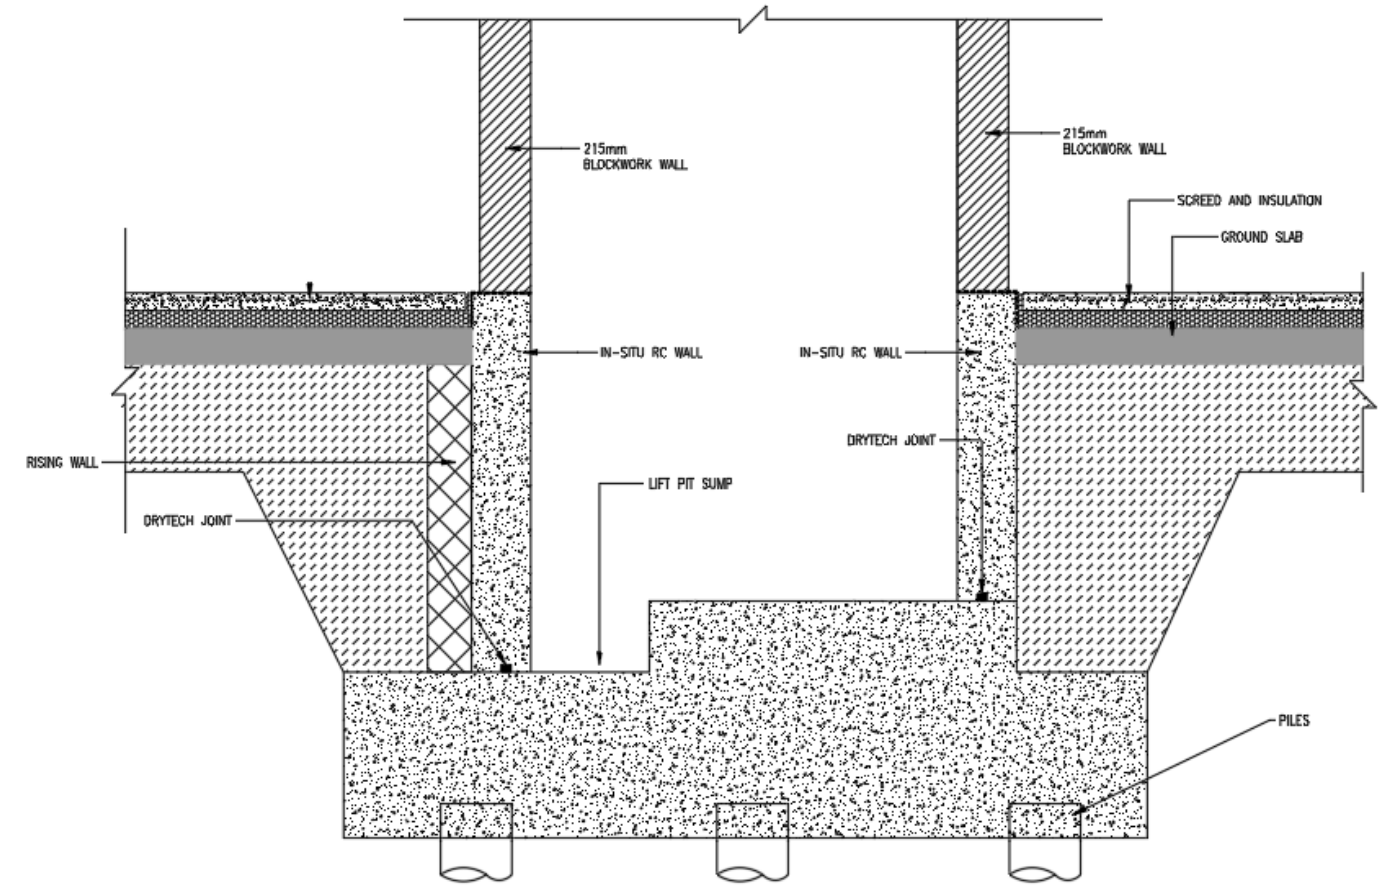 215mm
BLOCKWORK WALL
215mm
BLOCKWORK WALL
SCREED AND INSULATION
GROUND SLAB
IN-SITU RC WALL
IN-SITU RC WALL
DRYTECH JOINT
RISING WALL
LIFT PIT SUMP
DRYTECH JOINT
PILES